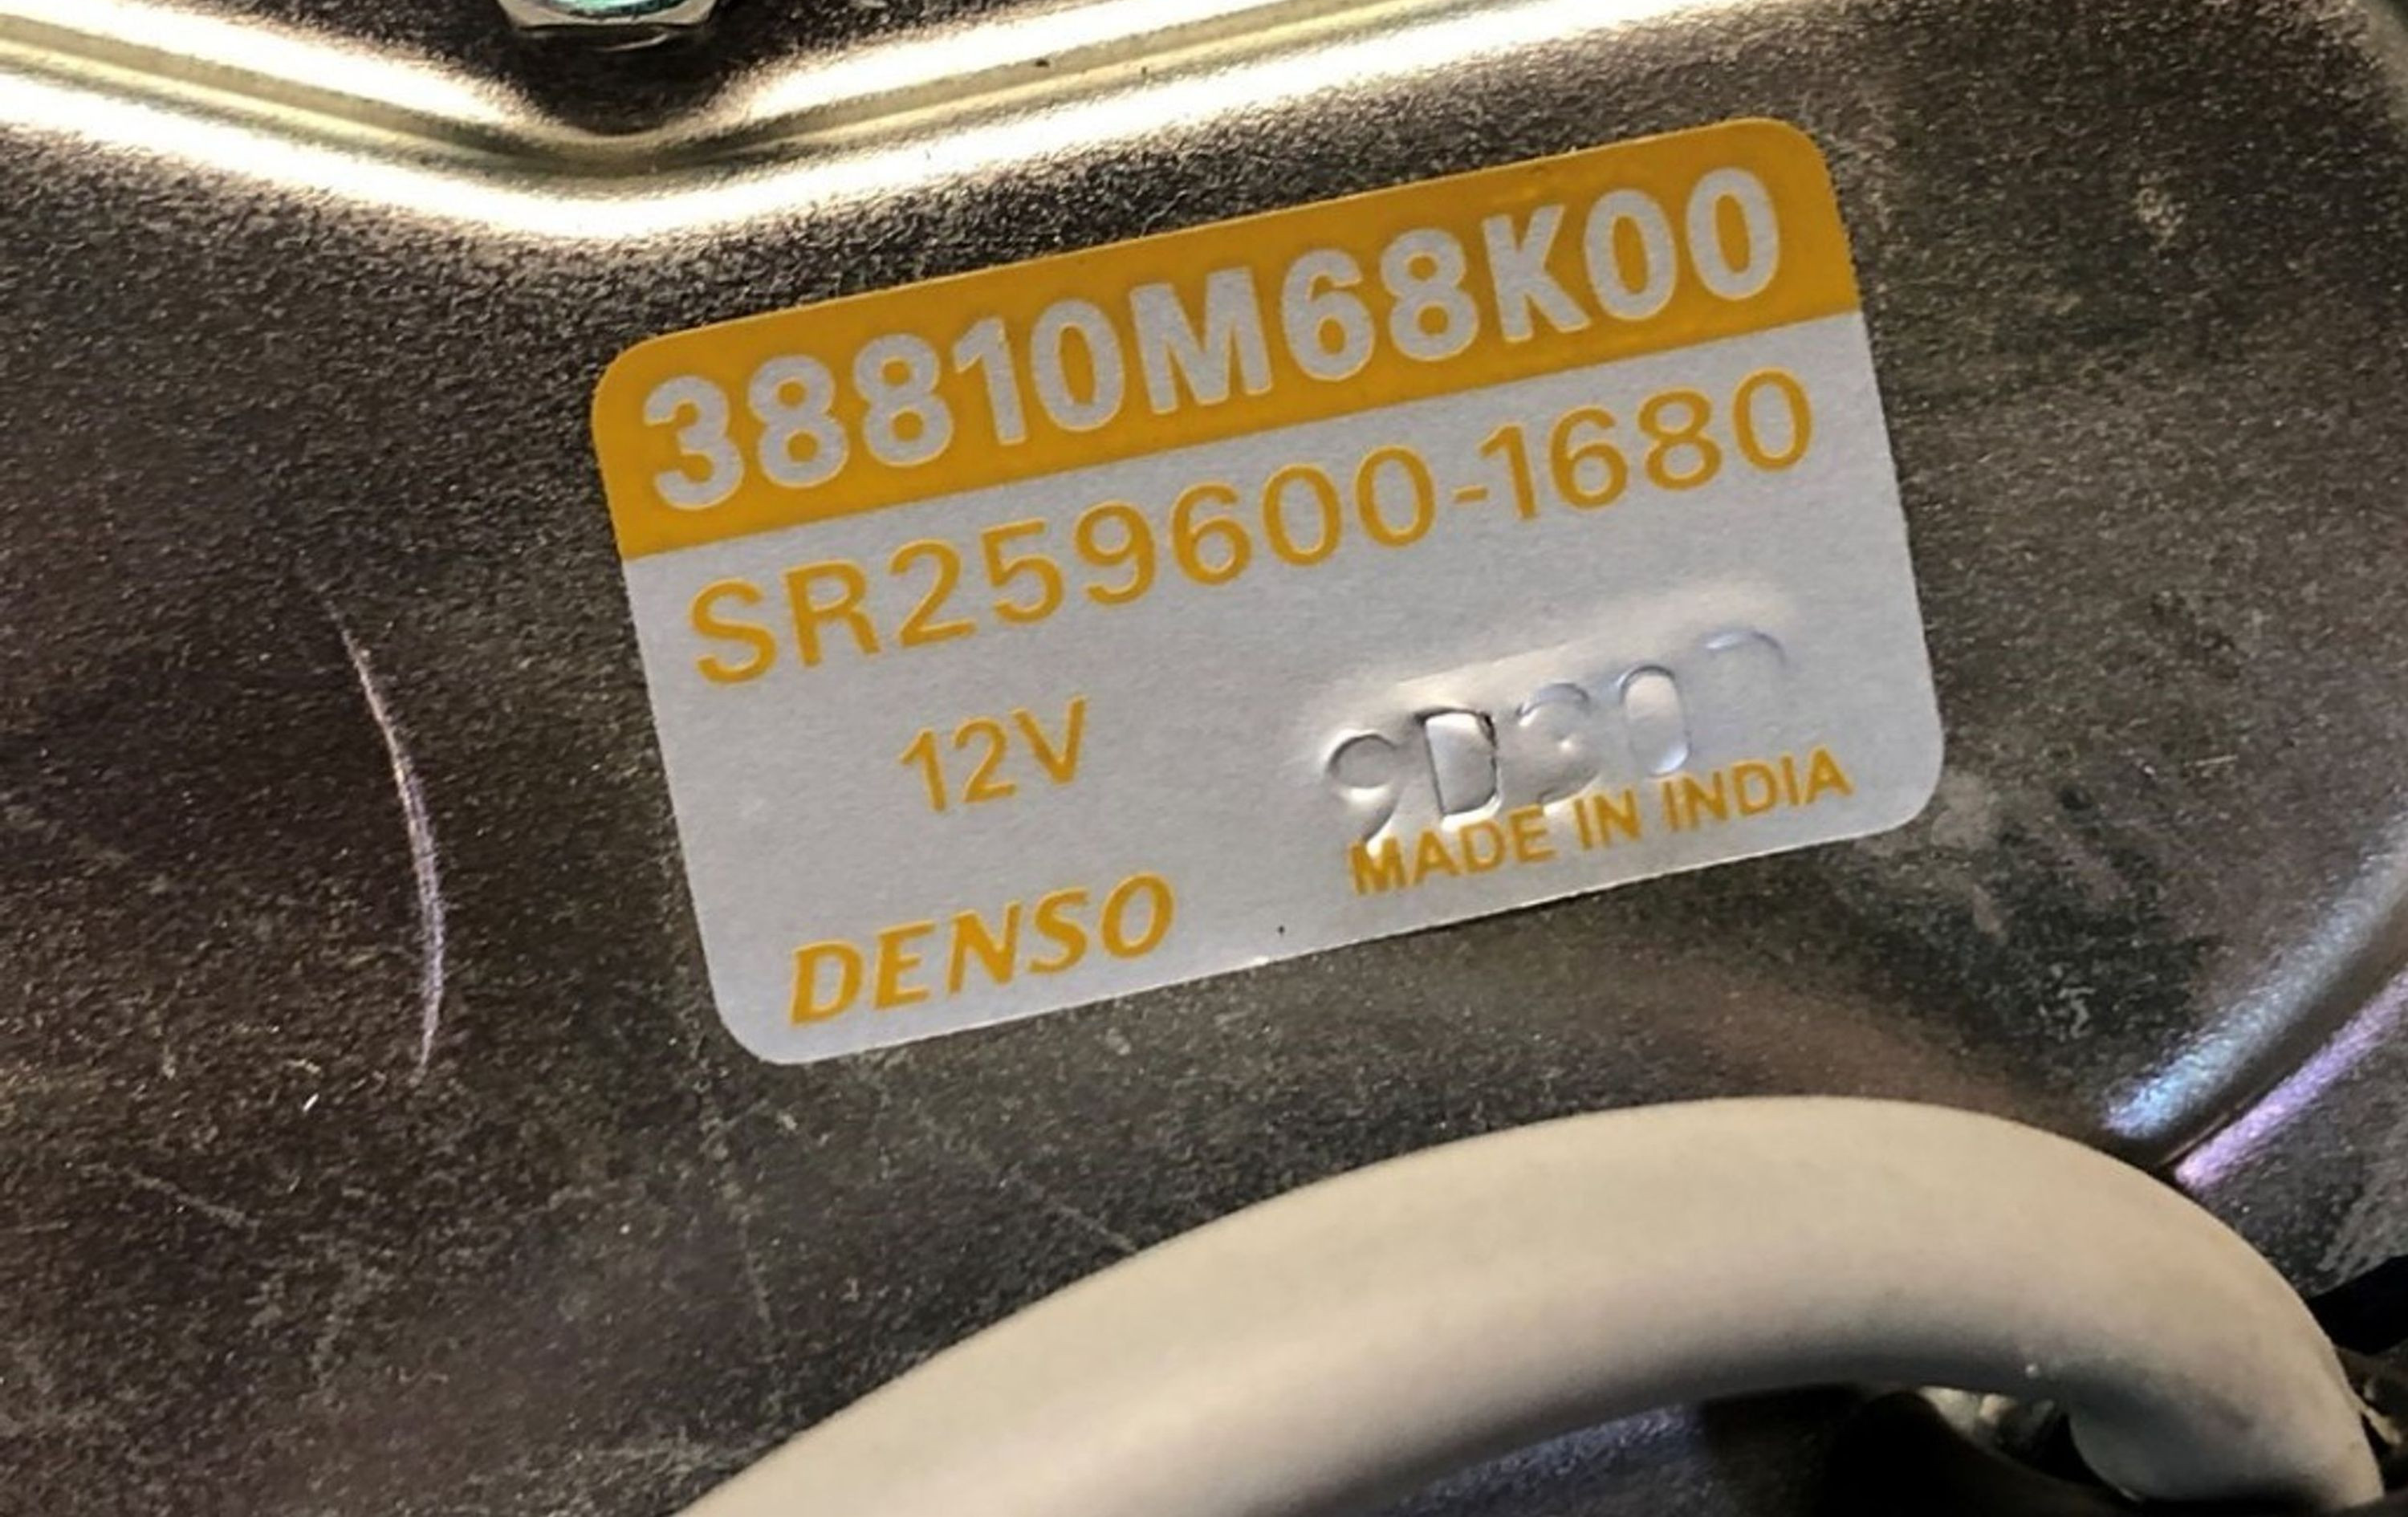 38810M68K00
SR259600-1680
12V
MADE IN INDIA
DENSO